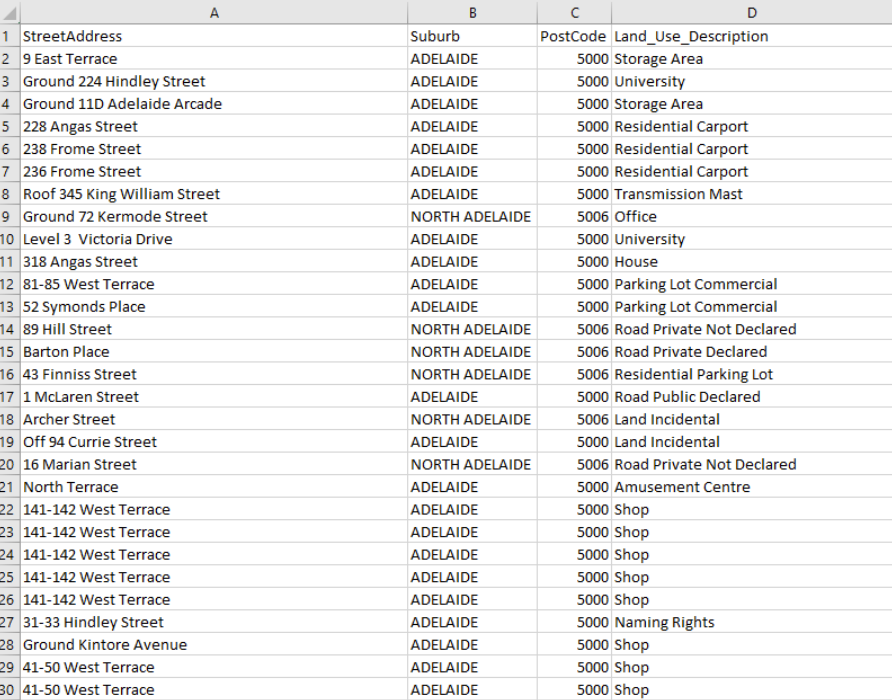 A B C D
1 StreetAddress Suburb PostCode Land_Use_Description
2 9 East Terrace ADELAIDE 5000 Storage Area
3 Ground 224 Hindley Street ADELAIDE 5000 University
4 Ground 11D Adelaide Arcade ADELAIDE 5000 Storage Area
5 228 Angas Street ADELAIDE 5000 Residential Carport
6 238 Frome Street ADELAIDE 5000 Residential Carport
7 236 Frome Street ADELAIDE 5000 Residential Carport
8 Roof 345 King William Street ADELAIDE 5000 Transmission Mast
9 Ground 72 Kermode Street NORTH ADELAIDE 5006 Office
10 Level 3  Victoria Drive ADELAIDE 5000 University
11 318 Angas Street ADELAIDE 5000 House
12 81-85 West Terrace ADELAIDE 5000 Parking Lot Commercial
13 52 Symonds Place ADELAIDE 5000 Parking Lot Commercial
14 89 Hill Street NORTH ADELAIDE 5006 Road Private Not Declared
15 Barton Place NORTH ADELAIDE 5006 Road Private Declared
16 43 Finniss Street NORTH ADELAIDE 5006 Residential Parking Lot
17 1 McLaren Street ADELAIDE 5000 Road Public Declared
18 Archer Street NORTH ADELAIDE 5006 Land Incidental
19 Off 94 Currie Street ADELAIDE 5000 Land Incidental
20 16 Marian Street NORTH ADELAIDE 5006 Road Private Not Declared
21 North Terrace ADELAIDE 5000 Amusement Centre
22 141-142 West Terrace ADELAIDE 5000 Shop
23 141-142 West Terrace ADELAIDE 5000 Shop
24 141-142 West Terrace ADELAIDE 5000 Shop
25 141-142 West Terrace ADELAIDE 5000 Shop
26 141-142 West Terrace ADELAIDE 5000 Shop
27 31-33 Hindley Street ADELAIDE 5000 Naming Rights
28 Ground Kintore Avenue ADELAIDE 5000 Shop
29 41-50 West Terrace ADELAIDE 5000 Shop
30 41-50 West Terrace ADELAIDE 5000 Shop